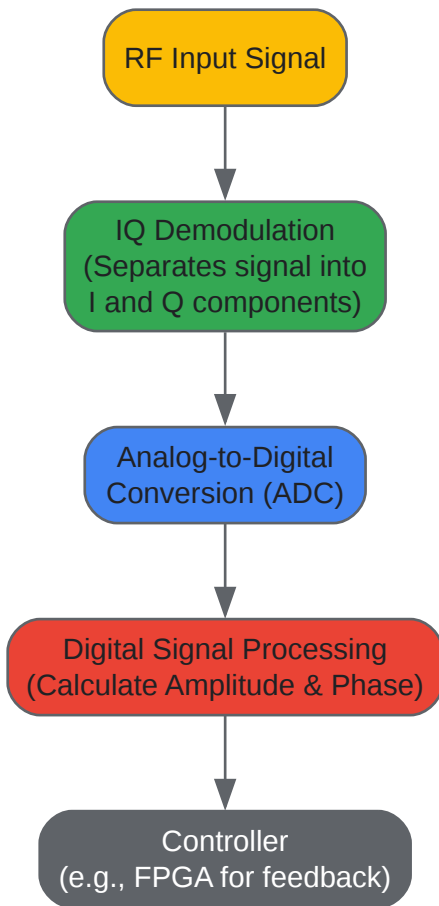 RF Input Signal
IQ Demodulation
(Separates signal into
I and Q components)
Analog-to-Digital
Conversion (ADC)
Digital Signal Processing
(Calculate Amplitude & Phase)
Controller
(e.g., FPGA for feedback)